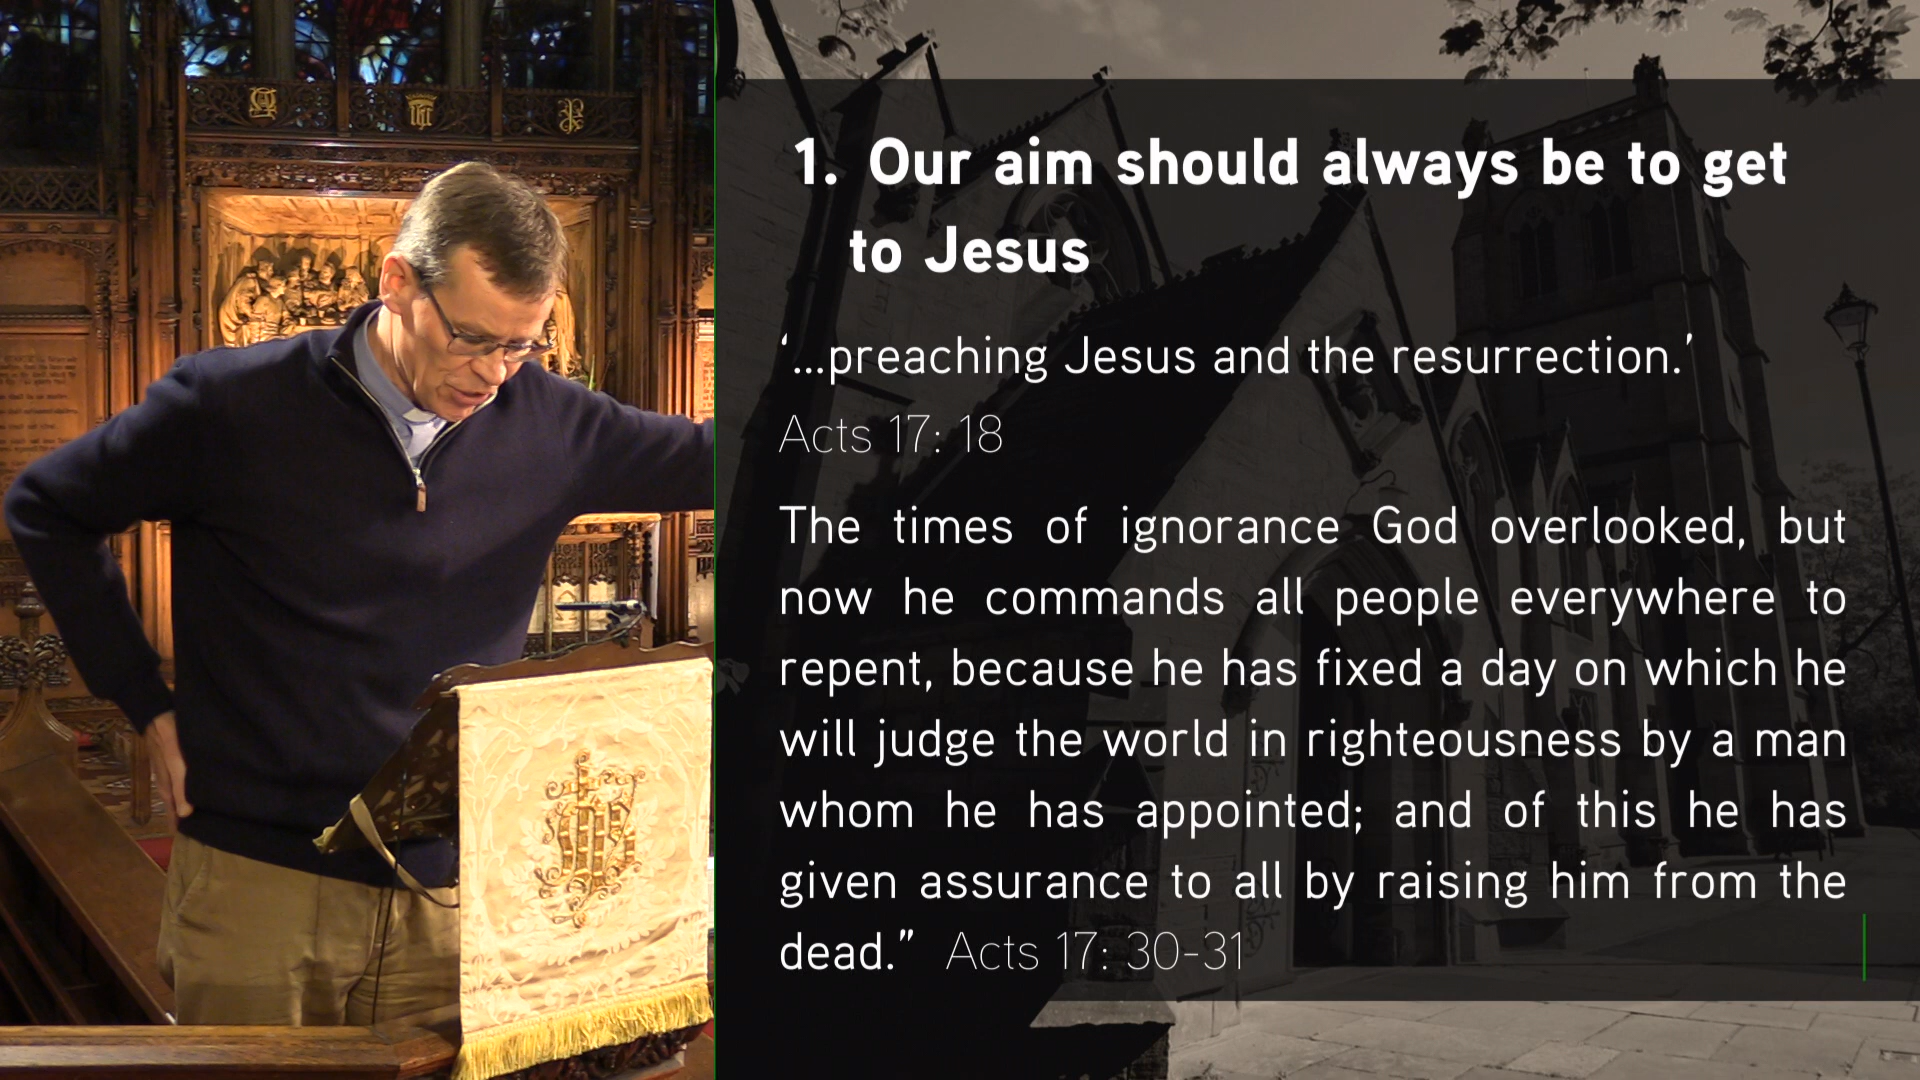 1. Our aim should always be to get
to Jesus
‘...preaching Jesus and the resurrection.’
Acts 17: 18
The times of ignorance God overlooked, but
now he commands all people everywhere to
repent, because he has fixed a day on which he
will judge the world in righteousness by a man
whom he has appointed; and of this he has
given assurance to all by raising him from the
dead.” Acts 17: 30-31